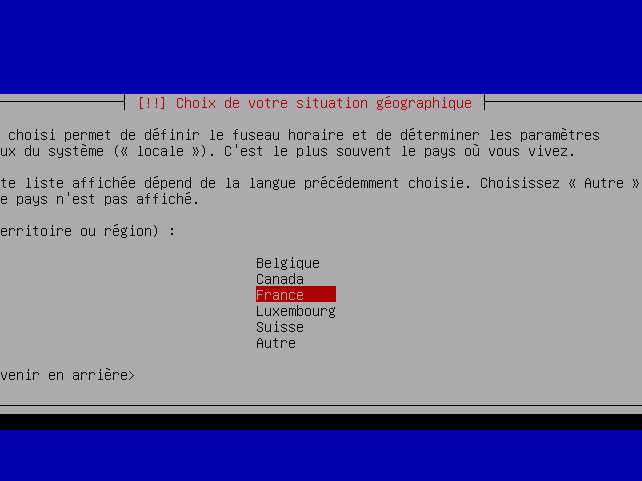 [!!] Choix de votre situation géographique
choisi permet de définir le fuseau horaire et de déterminer les paramètres
ux du système (« locale »). C'est le plus souvent le pays où vous vivez.
te liste affichée dépend de la langue précédemment choisie. Choisissez « Autre »
e pays n'est pas affiché.
erritoire ou région) :
Belgique
Canada
France
Luxembourg
Suisse
Autre
venir en arrière>